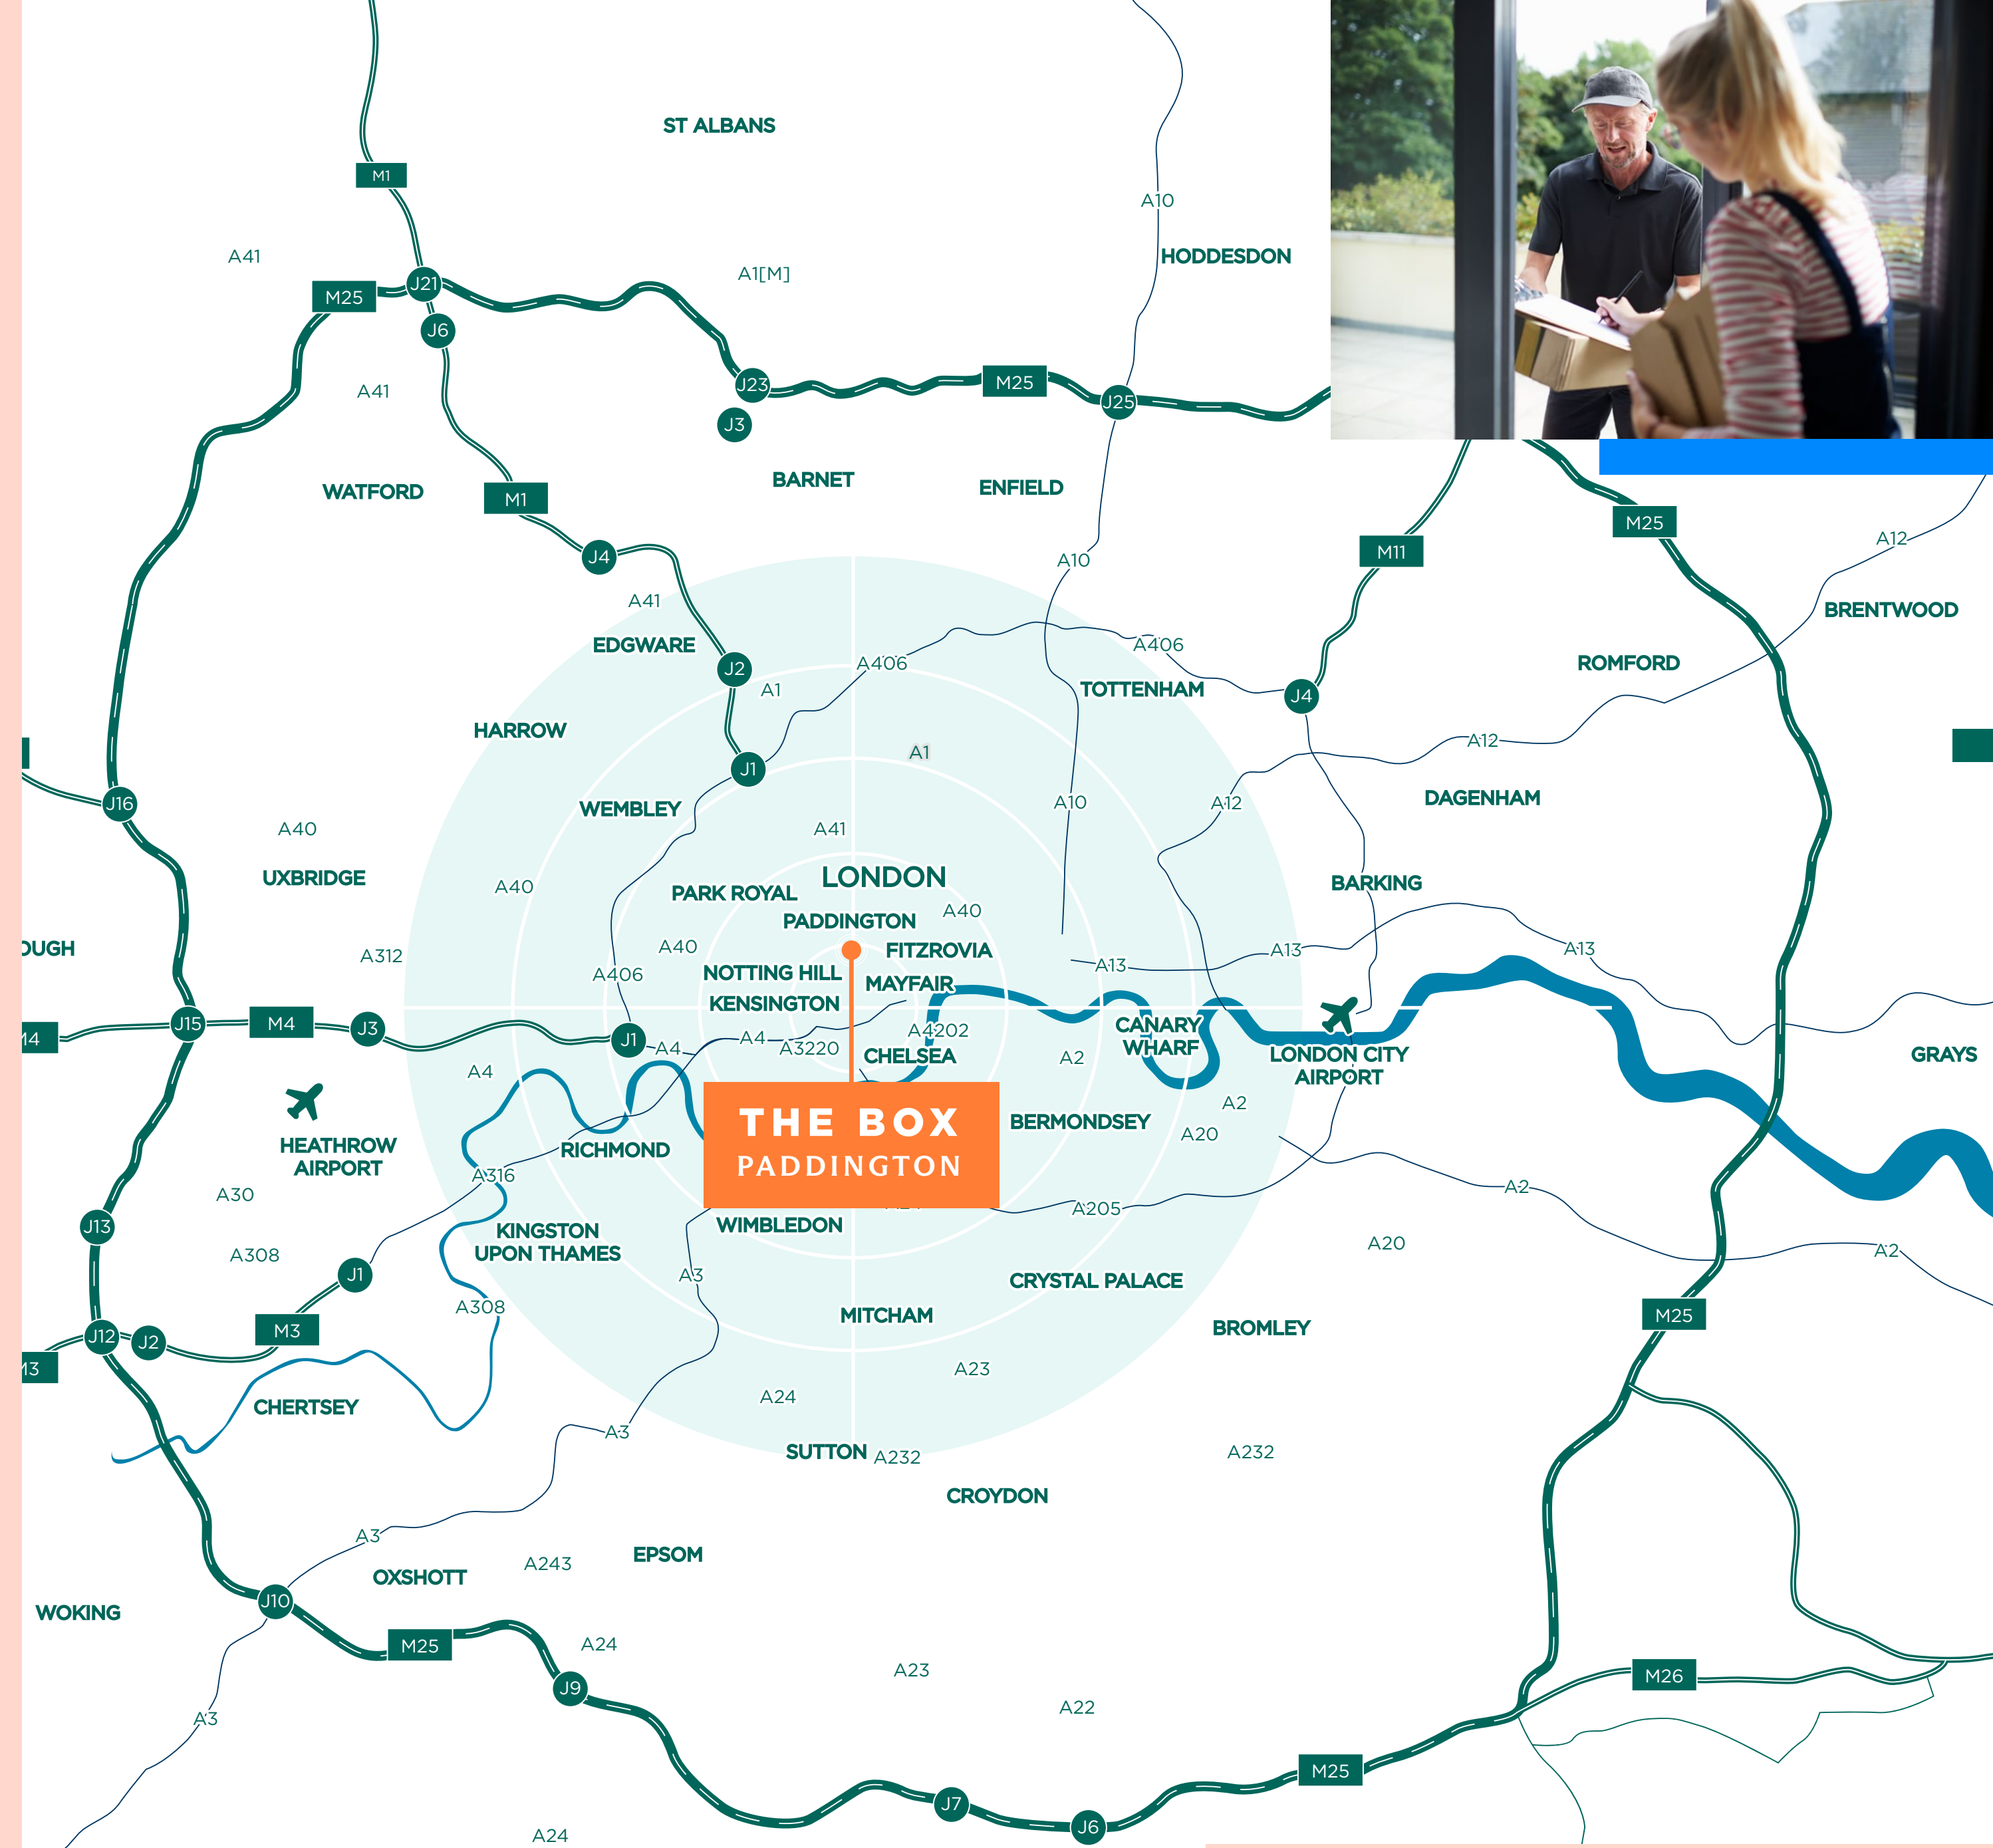 ST ALBANS
M1
A10
A41
HODDESDON
A1[M]
J21
M25
J6
M25
J23
A41
J25
J3
BARNET
ENFIELD
WATFORD
M1
M25
A12
M11
J4
A10
A41
BRENTWOOD
EDGWARE
A406
A406
ROMFORD
J2
A1
TOTTENHAM
J4
HARROW
A12
A1
J1
DAGENHAM
J16
WEMBLEY
A10
A12
A40
A41
LONDON
UXBRIDGE
BARKING
A40
PARK ROYAL
A40
PADDINGTON
A40
OUGH
A312
FITZROVIA
A13
A13
A13
A406
NOTTING HILL
MAYFAIR
KENSINGTON
J15
M4
J3
CANARY
WHARF
A4202
M4
J1
A4
A4
A3220
CHELSEA
A2
LONDON CITY
AIRPORT
GRAYS
A4
A2
THE BOX
PADDINGTON
BERMONDSEY
A20
HEATHROW
AIRPORT
RICHMOND
A316
A2
A30
A205
J13
WIMBLEDON
KINGSTON
UPON THAMES
A20
A2
A308
J1
A3
CRYSTAL PALACE
A308
MITCHAM
M25
BROMLEY
M3
J12
J2
M3
A23
A24
CHERTSEY
A3
SUTTON
A232
A232
CROYDON
A3
EPSOM
A243
OXSHOTT
J10
WOKING
M25
A24
A23
M26
J9
A22
A3
M25
J7
J6
A24